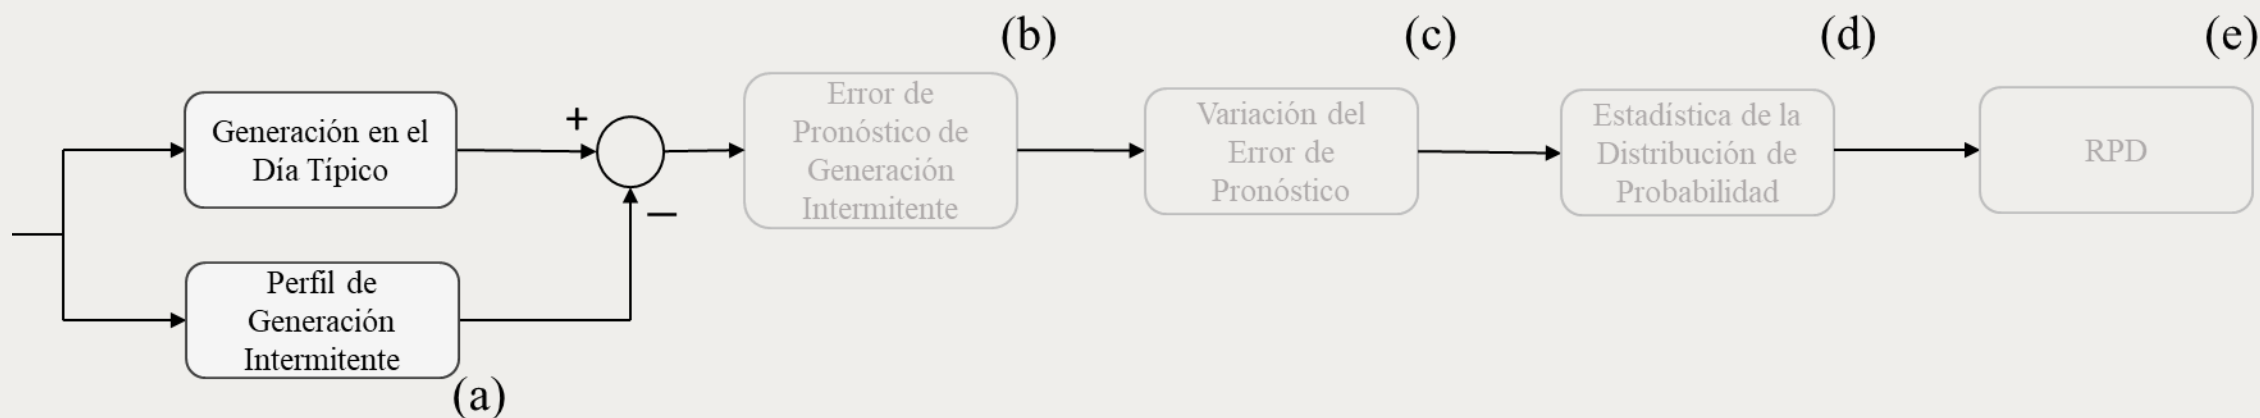 (b)
(c)
(d)
(e)
Generación en el
Día Típico
+
−
Error de
Pronóstico de
Generación
Intermitente
Variación del
Error de
Pronóstico
Estadística de la
Distribución de
Probabilidad
RPD
Perfil de
Generación
Intermitente
(a)